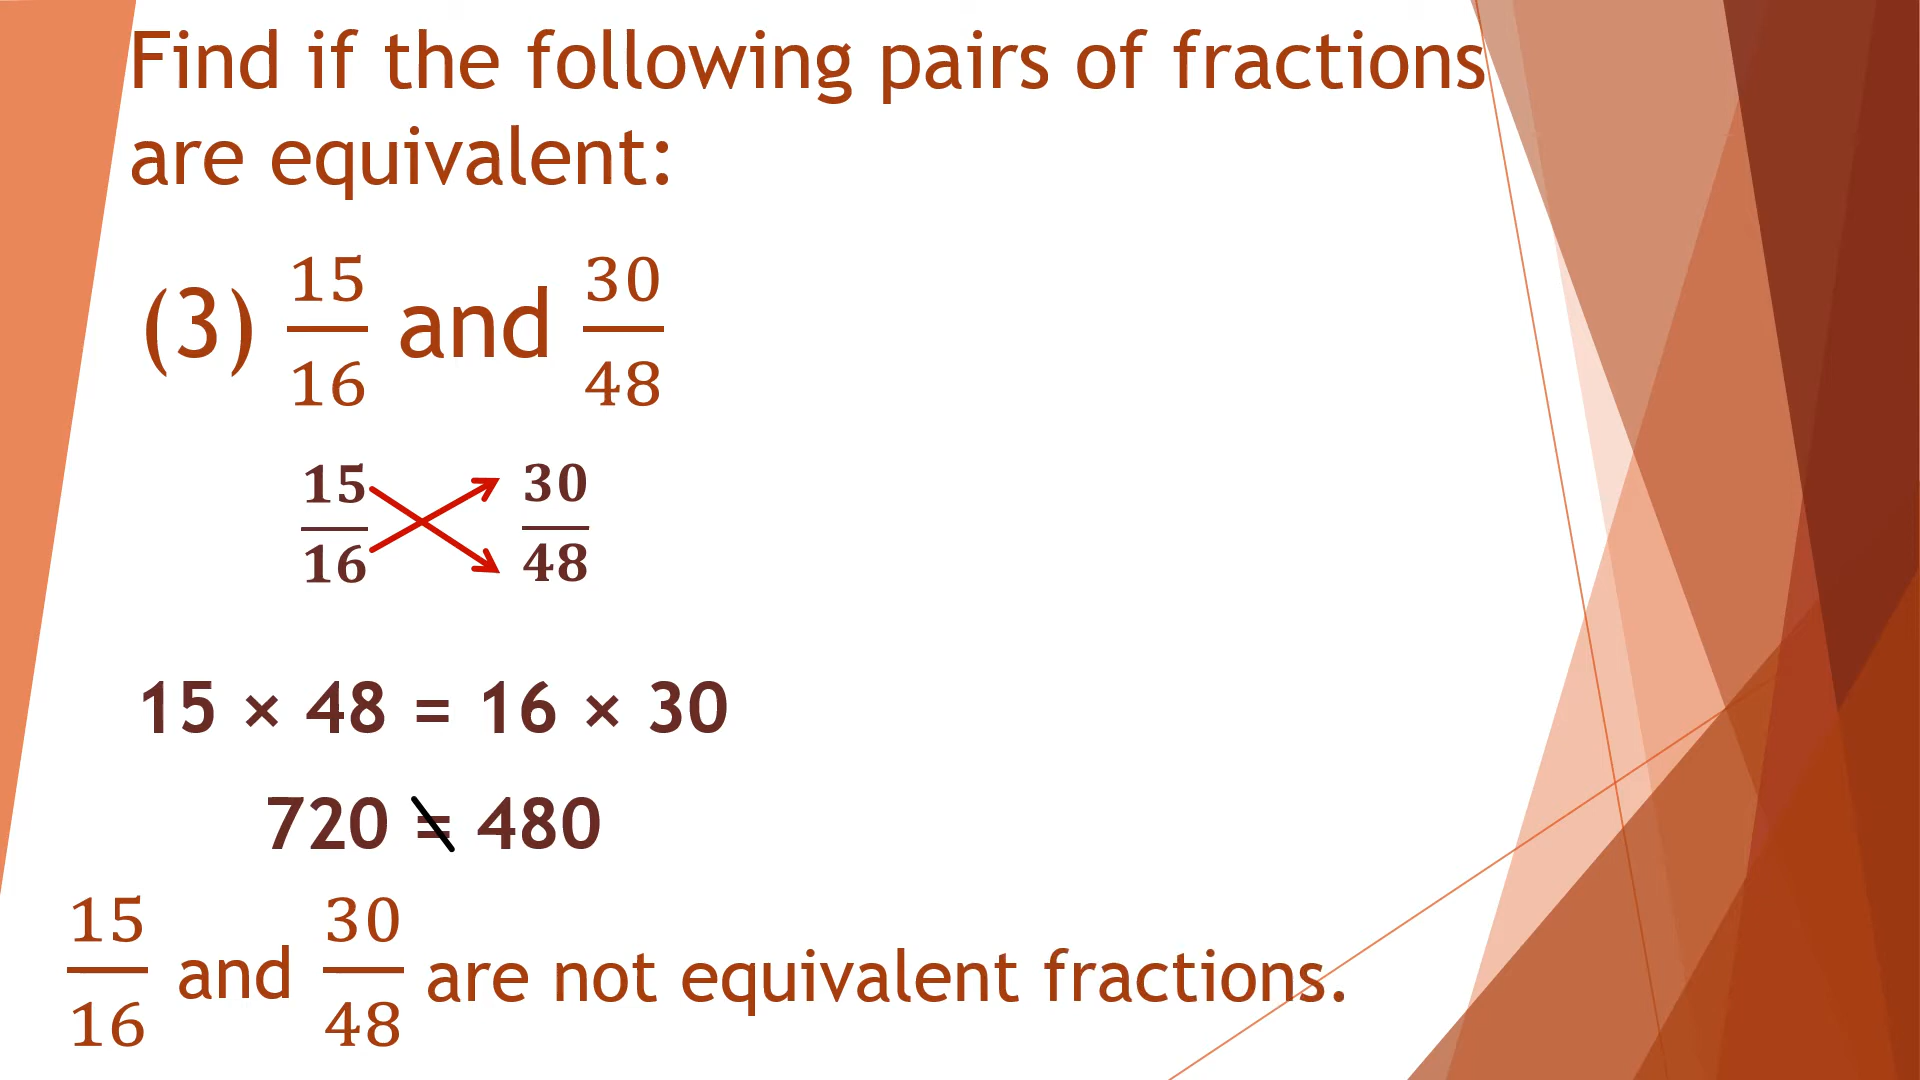 Find if the following pairs of fractions
are equivalent:
(3) 15/16 and 30/48
15/16 30/48
15 × 48 = 16 × 30
720 ≠ 480
15/16 and 30/48 are not equivalent fractions.